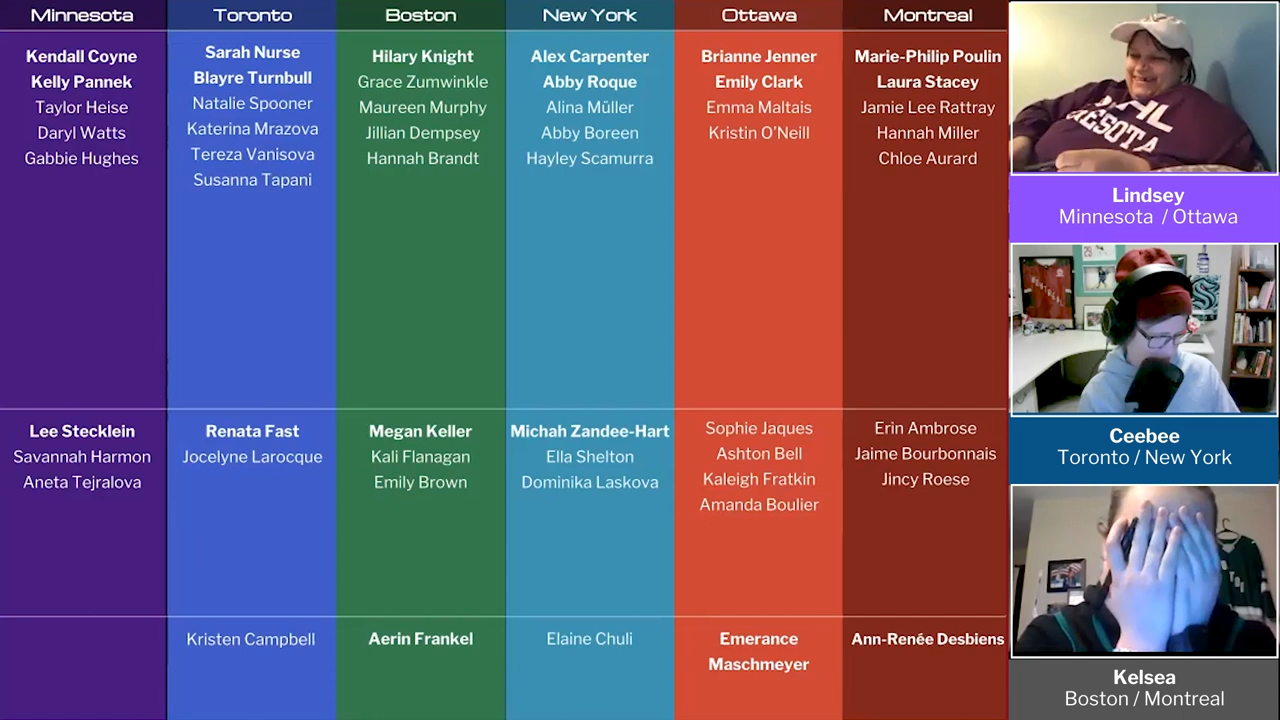 Minnesota
Kendall Coyne
Kelly Pannek
Taylor Heise
Daryl Watts
Gabbie Hughes
Lee Stecklein
Savannah Harmon
Aneta Tejralova
Toronto
Sarah Nurse
Blayre Turnbull
Natalie Spooner
Katerina Mrazova
Tereza Vanisova
Susanna Tapani
Renata Fast
Jocelyne Larocque
Kristen Campbell
Boston
Hilary Knight
Grace Zumwinkle
Maureen Murphy
Jillian Dempsey
Hannah Brandt
Megan Keller
Kali Flanagan
Emily Brown
Aerin Frankel
New York
Alex Carpenter
Abby Roque
Alina Müller
Abby Boreen
Hayley Scamurra
Michah Zandee-Hart
Ella Shelton
Dominika Laskova
Elaine Chuli
Ottawa
Brianne Jenner
Emily Clark
Emma Maltais
Kristin O'Neill
Sophie Jaques
Ashton Bell
Kaleigh Fratkin
Amanda Boulier
Emerance
Maschmeyer
Montreal
Marie-Philip Poulin
Laura Stacey
Jamie Lee Rattray
Hannah Miller
Chloe Aurard
Erin Ambrose
Jaime Bourbonnais
Jincy Roese
Ann-Renée Desbiens
Lindsey
Minnesota / Ottawa
Ceebee
Toronto / New York
Kelsea
Boston / Montreal